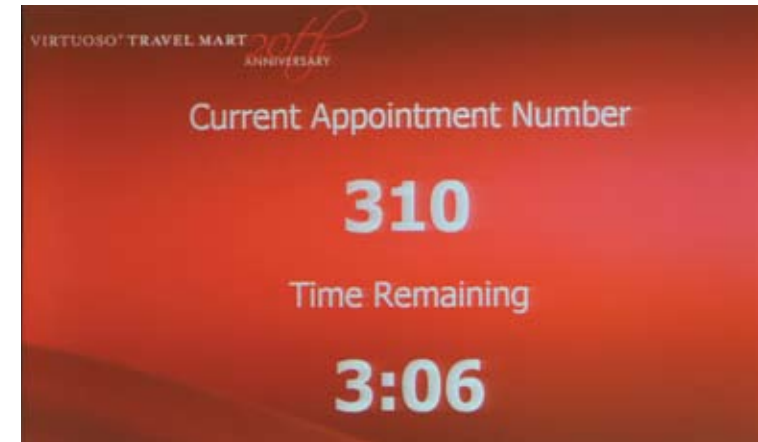 VIRTUOSO® TRAVEL MART
20th
ANNIVERSARY
Current Appointment Number
310
Time Remaining
3:06